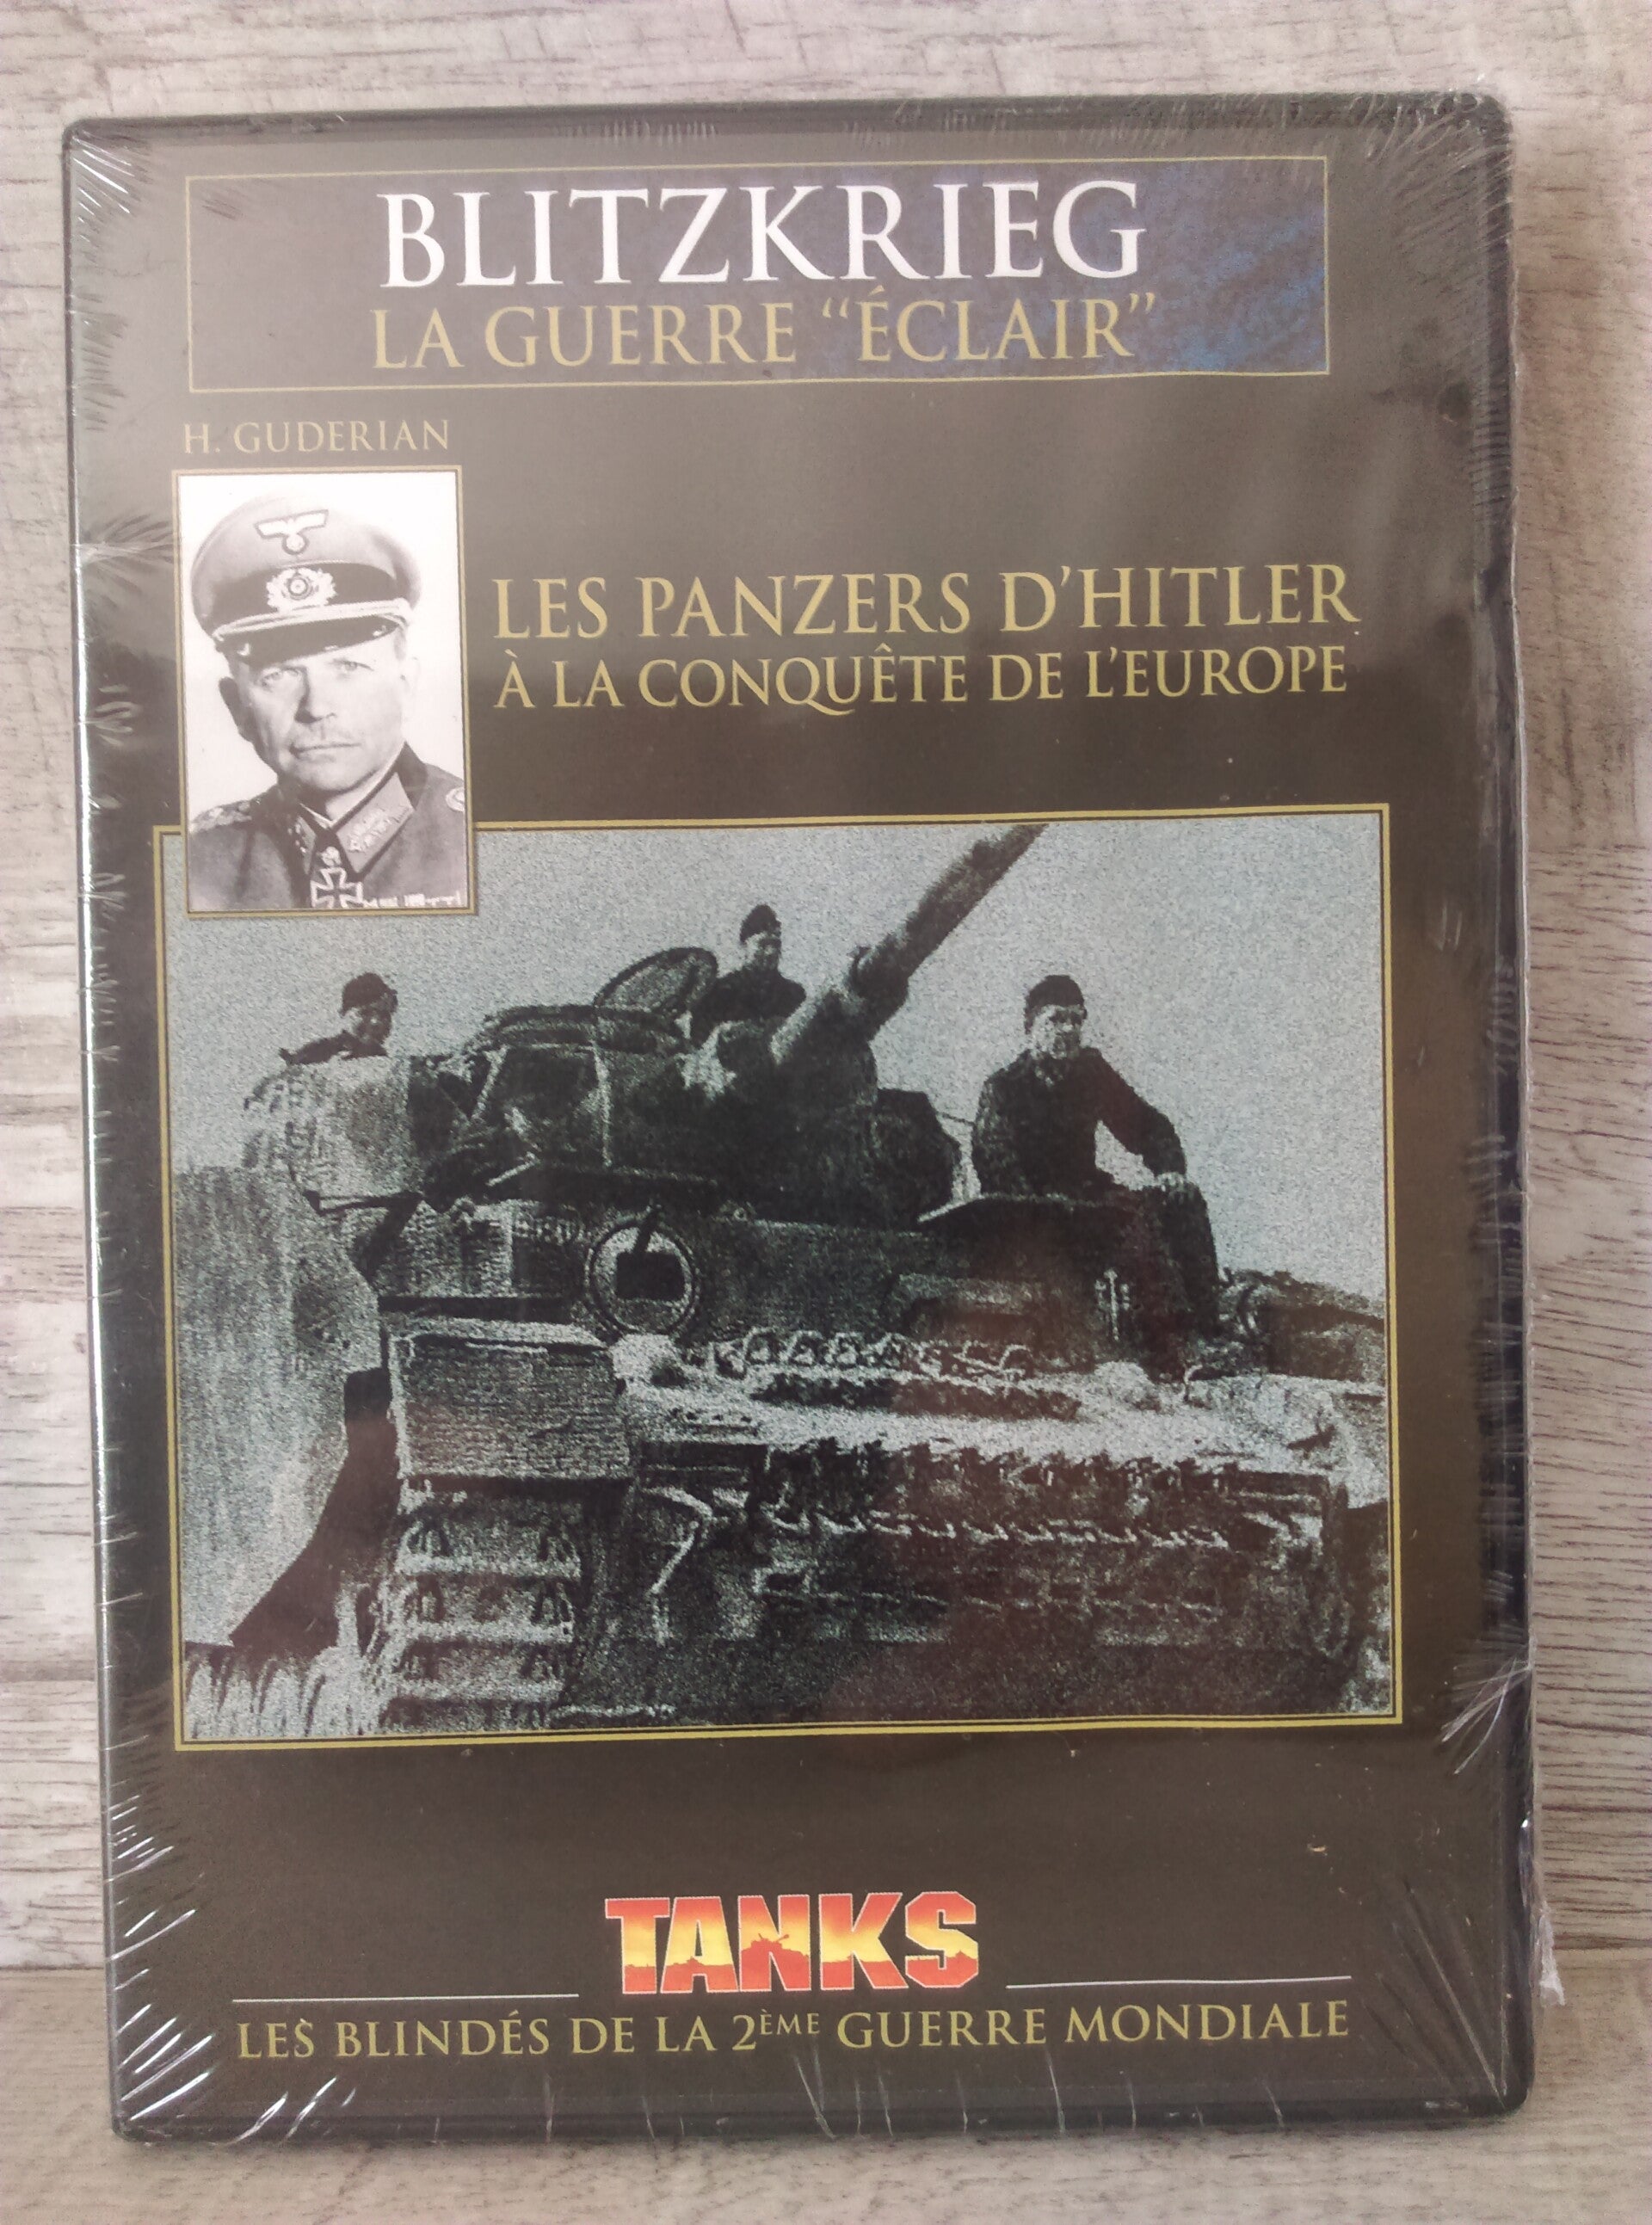 BLITZKRIEG
LA GUERRE “ÉCLAIR”
H. GUDERIAN
LES PANZERS D’HITLER
À LA CONQUÊTE DE L’EUROPE
TANKS
LES BLINDÉS DE LA 2ÈME GUERRE MONDIALE